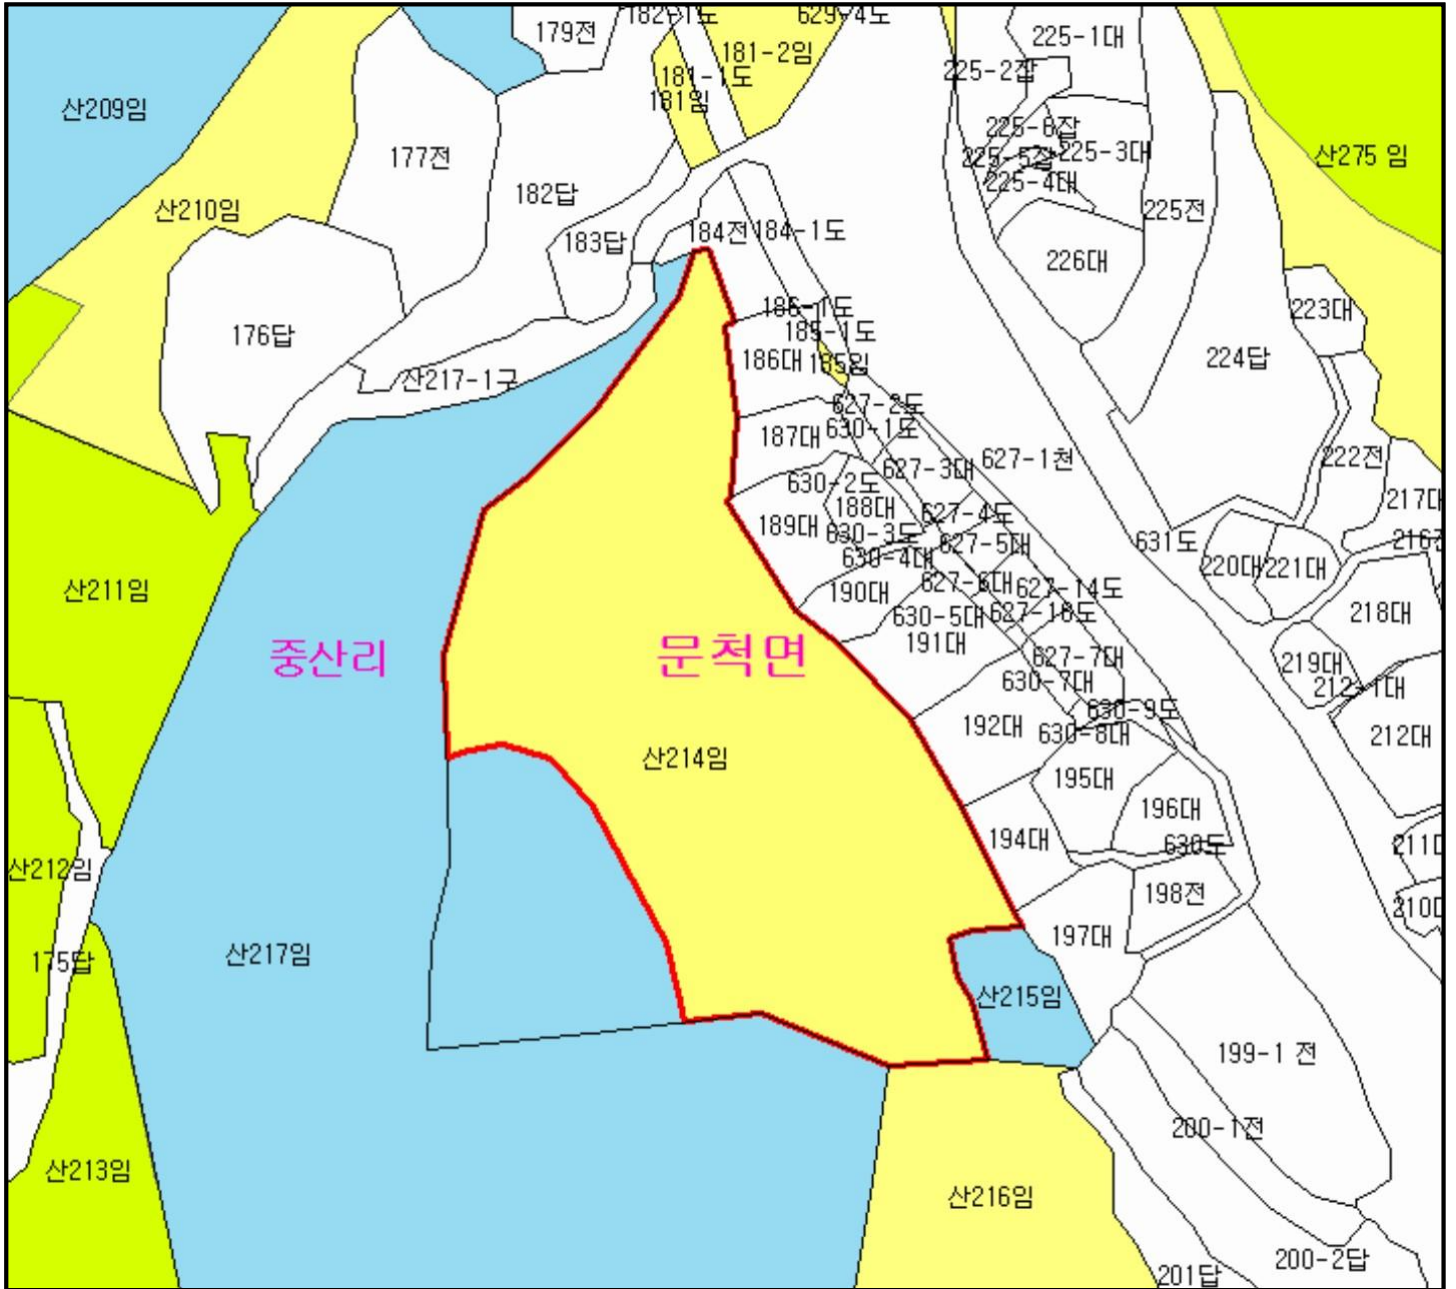 179전
182-1도
629-4도
225-1대
181-2임
225-2잡
181-1도
181임
산209임
225-6잡
225-3대
225-5잡
산275 임
177전
225-4대
182답
산210임
225전
184전
184-1도
183답
226대
186-1도
223대
185-1도
176답
186대
185임
224답
산217-1구
627-2도
630-1도
187대
627-3대
627-1천
222전
630-2도
217대
188대
627-4도
189대
630-3도
627-5대
631도
630-4대
220대
221대
산211임
190대
627-6대
627-14도
630-5대
627-16도
218대
191대
중산리
문척면
627-7대
219대
630-7대
212-1대
630-9도
192대
630-8대
212대
산214임
195대
196대
194대
630도
산212임
198전
197대
산217임
175답
산215임
199-1 전
200-1전
산213임
산216임
200-2답
201답